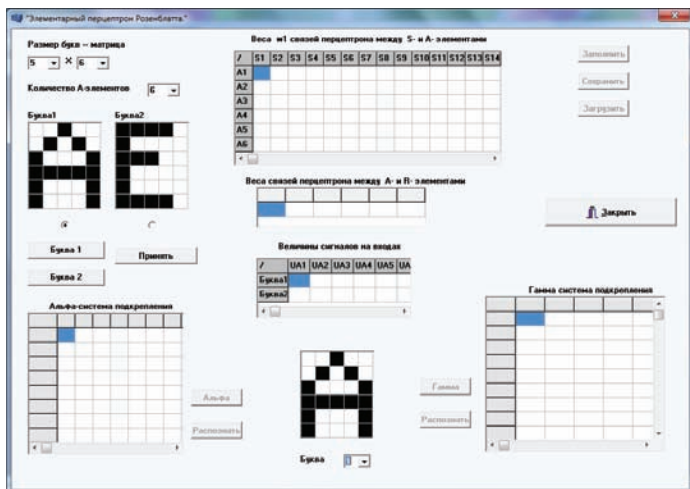 "Элементарный перцептрон Розенблатта."
Размер букв – матрица
5 × 6
Количество А-элементов 6
Буква1 Буква2
Буква 1
Принять
Буква 2
Веса w1 связей перцептрона между S- и A- элементами
/ S1 S2 S3 S4 S5 S6 S7 S8 S9 S10 S11 S12 S13 S14
A1
A2
A3
A4
A5
A6
Заполнить
Сохранить
Загрузить
Веса связей перцептрона между A- и R- элементами
Закрыть
Величины сигналов на входах
/ UA1 UA2 UA3 UA4 UA5 UA
Буква1
Буква2
Альфа-система подкрепления
Альфа
Распознать
Гамма система подкрепления
Гамма
Распознать
Буква 1